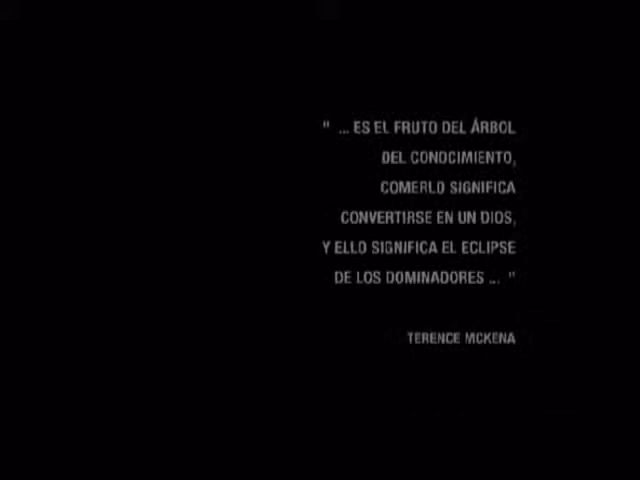 " ... ES EL FRUTO DEL ÁRBOL
DEL CONOCIMIENTO,
COMERLO SIGNIFICA
CONVERTIRSE EN UN DIOS,
Y ELLO SIGNIFICA EL ECLIPSE
DE LOS DOMINADORES ... "
TERENCE MCKENA